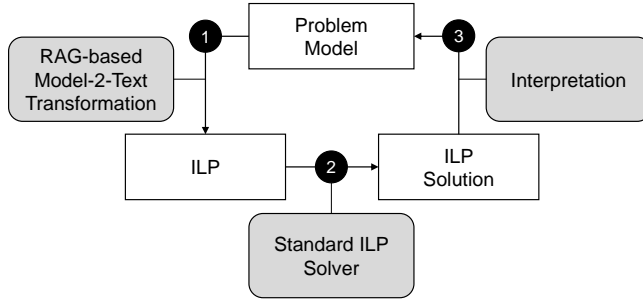 RAG-based
Model-2-Text
Transformation
1
Problem
Model
3
Interpretation
ILP
2
ILP
Solution
Standard ILP
Solver